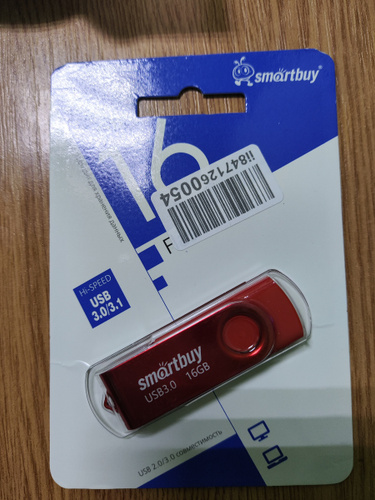 smartbuy
16
ii8471260054
F
Hi-SPEED
USB
3.0/3.1
smartbuy
USB3.0 16GB
USB 2.0/3.0 совместимость